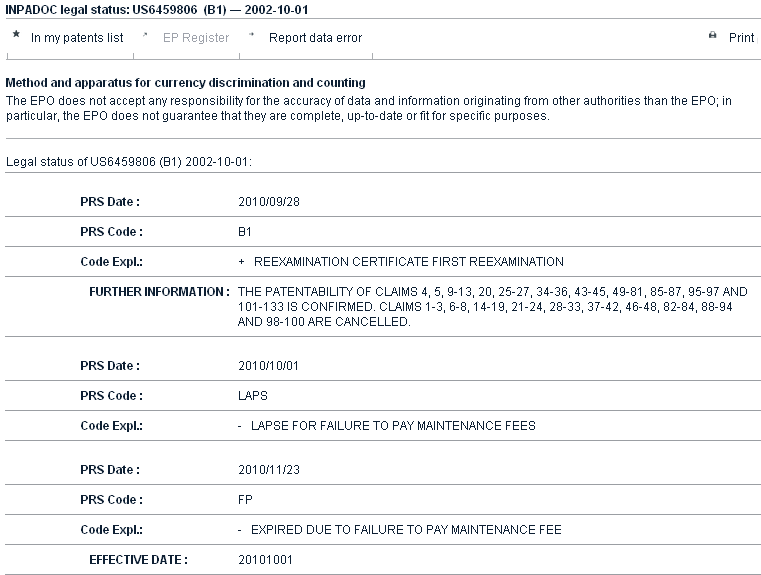 INPADOC legal status: US6459806 (B1) — 2002-10-01
In my patents list EP Register Report data error Print
Method and apparatus for currency discrimination and counting
The EPO does not accept any responsibility for the accuracy of data and information originating from other authorities than the EPO; in
particular, the EPO does not guarantee that they are complete, up-to-date or fit for specific purposes.
Legal status of US6459806 (B1) 2002-10-01:
PRS Date : 2010/09/28
PRS Code : B1
Code Expl.: + REEXAMINATION CERTIFICATE FIRST REEXAMINATION
FURTHER INFORMATION : THE PATENTABILITY OF CLAIMS 4, 5, 9-13, 20, 25-27, 34-36, 43-45, 49-81, 85-87, 95-97 AND
101-133 IS CONFIRMED. CLAIMS 1-3, 6-8, 14-19, 21-24, 28-33, 37-42, 46-48, 82-84, 88-94
AND 98-100 ARE CANCELLED.
PRS Date : 2010/10/01
PRS Code : LAPS
Code Expl.: - LAPSE FOR FAILURE TO PAY MAINTENANCE FEES
PRS Date : 2010/11/23
PRS Code : FP
Code Expl.: - EXPIRED DUE TO FAILURE TO PAY MAINTENANCE FEE
EFFECTIVE DATE : 20101001